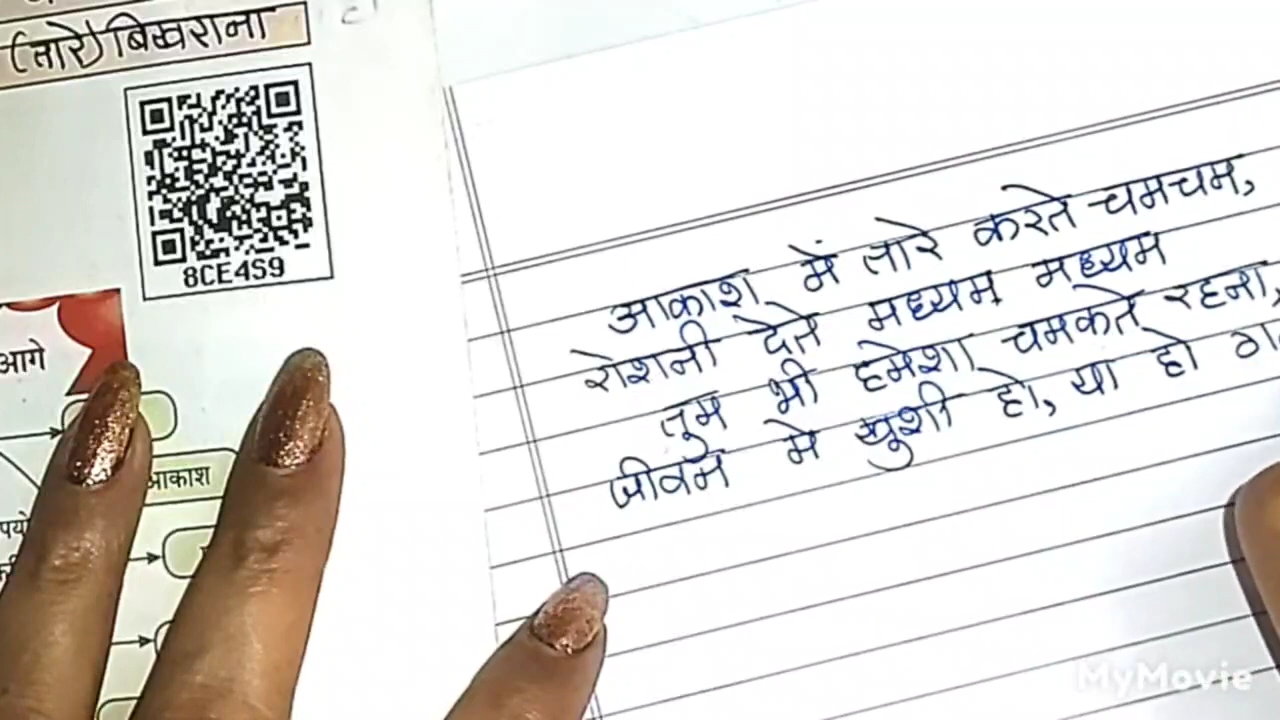 (तारे) बिखराना
8CE4S9
आगे
आकाश
आकाश में तारे करते चमचम,
रोशनी देते मध्यम मध्यम
तुम भी हमेशा चमकते रहना,
जीवन मे खुशी हो, या हो
MyMovie